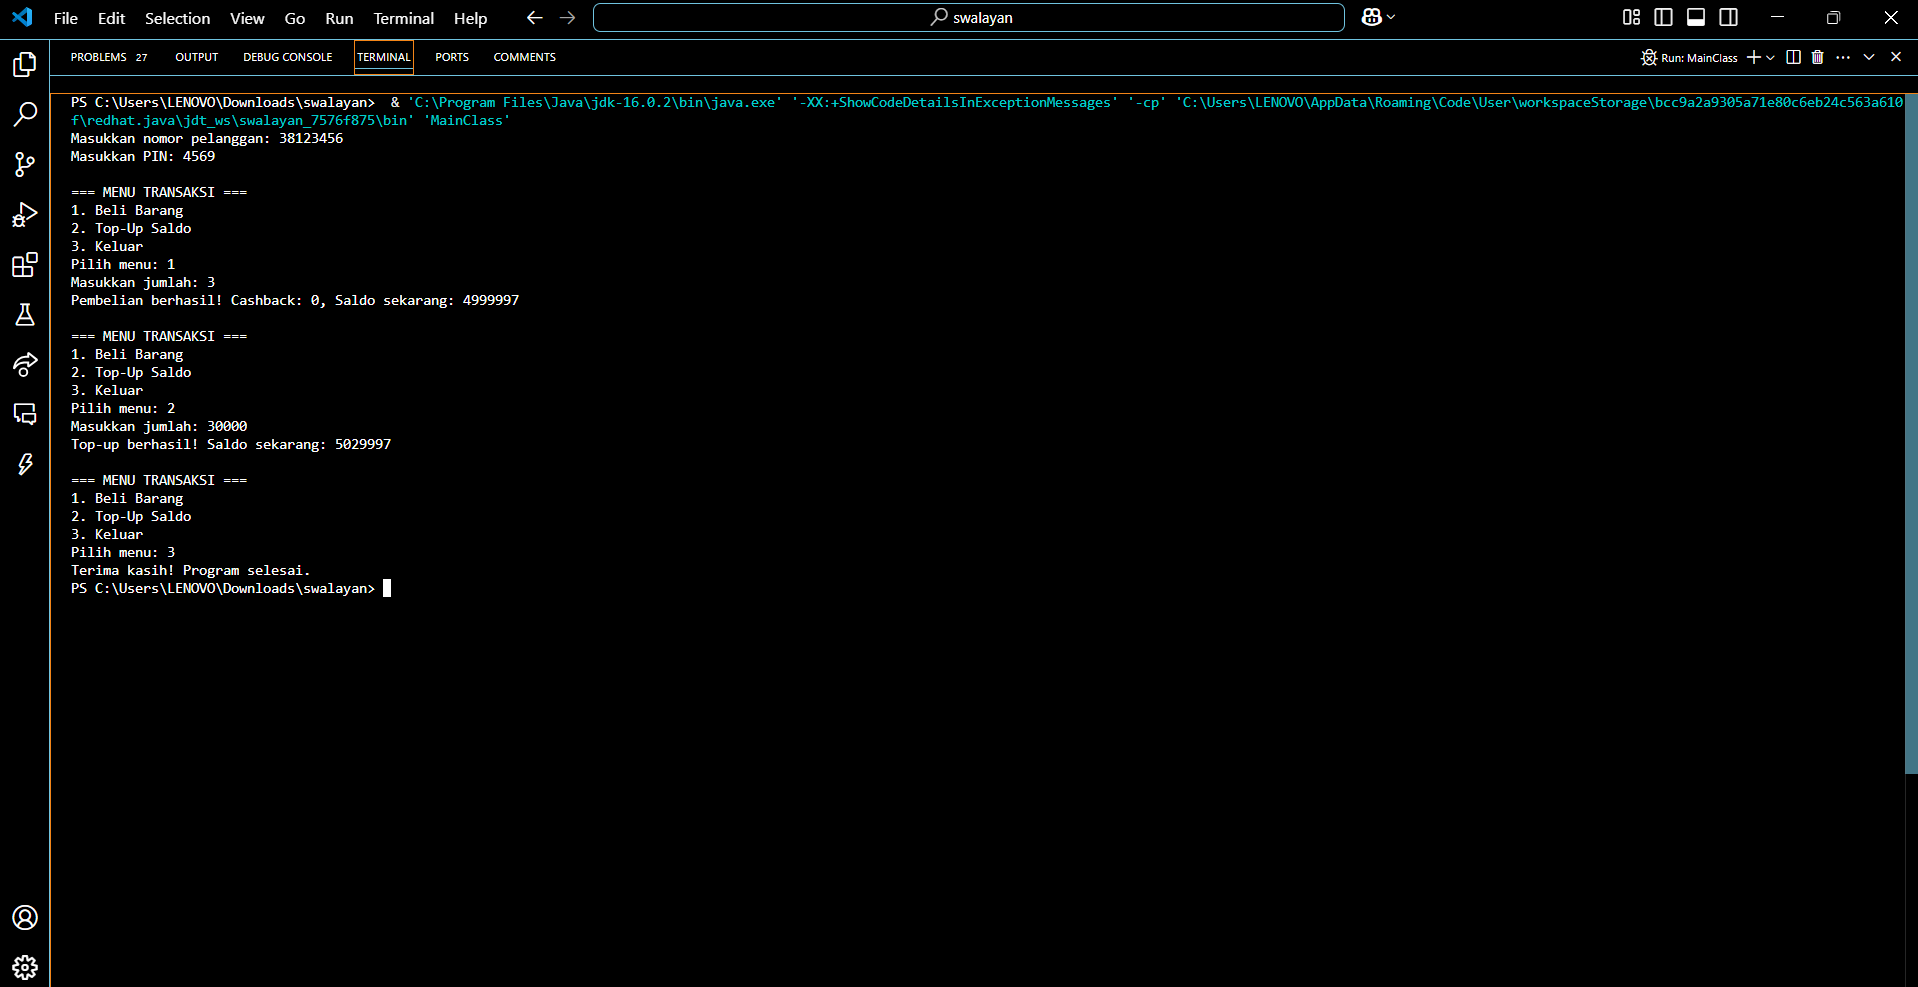 File Edit Selection View Go Run Terminal Help swalayan
PROBLEMS 27 OUTPUT DEBUG CONSOLE TERMINAL PORTS COMMENTS Run: MainClass
PS C:\Users\LENOVO\Downloads\swalayan>  & 'C:\Program Files\Java\jdk-16.0.2\bin\java.exe' '-XX:+ShowCodeDetailsInExceptionMessages' '-cp' 'C:\Users\LENOVO\AppData\Roaming\Code\User\workspaceStorage\bcc9a2a9305a71e80c6eb24c563a610
f\redhat.java\jdt_ws\swalayan_7576f875\bin' 'MainClass'
Masukkan nomor pelanggan: 38123456
Masukkan PIN: 4569
=== MENU TRANSAKSI ===
1. Beli Barang
2. Top-Up Saldo
3. Keluar
Pilih menu: 1
Masukkan jumlah: 3
Pembelian berhasil! Cashback: 0, Saldo sekarang: 4999997
=== MENU TRANSAKSI ===
1. Beli Barang
2. Top-Up Saldo
3. Keluar
Pilih menu: 2
Masukkan jumlah: 30000
Top-up berhasil! Saldo sekarang: 5029997
=== MENU TRANSAKSI ===
1. Beli Barang
2. Top-Up Saldo
3. Keluar
Pilih menu: 3
Terima kasih! Program selesai.
PS C:\Users\LENOVO\Downloads\swalayan>